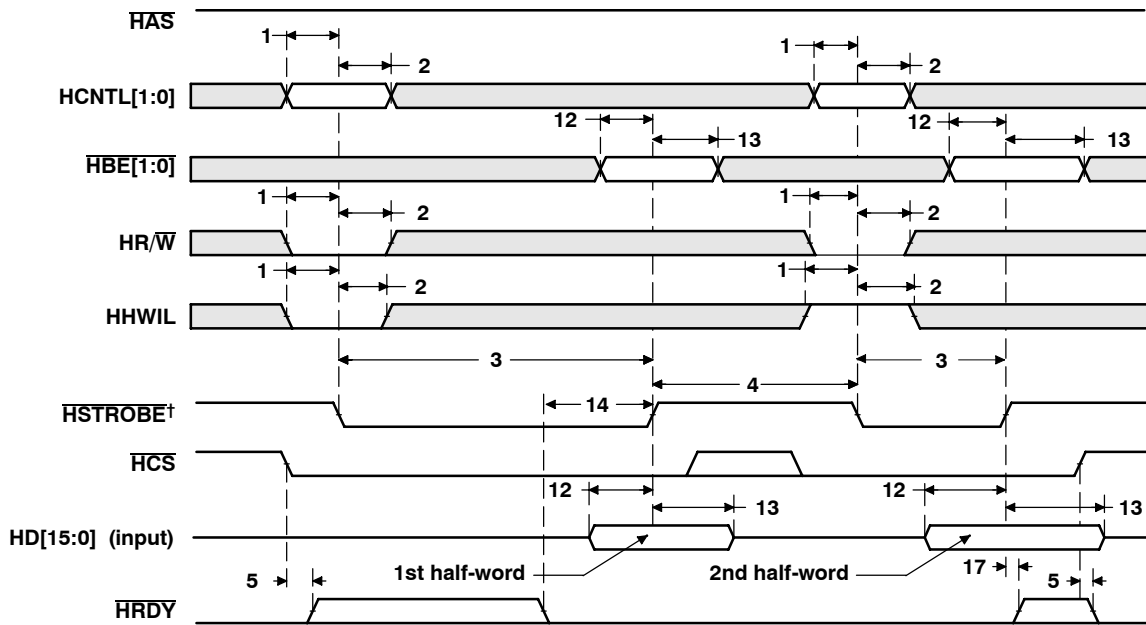 HAS
1
1
2
2
HCNTL[1:0]
12
13
12
13
HBE[1:0]
1
2
1
2
HR/W
1
2
1
2
HHWIL
3
4
3
14
HSTROBE†
HCS
12
13
12
13
HD[15:0] (input)
1st half-word
2nd half-word
17
5
5
HRDY